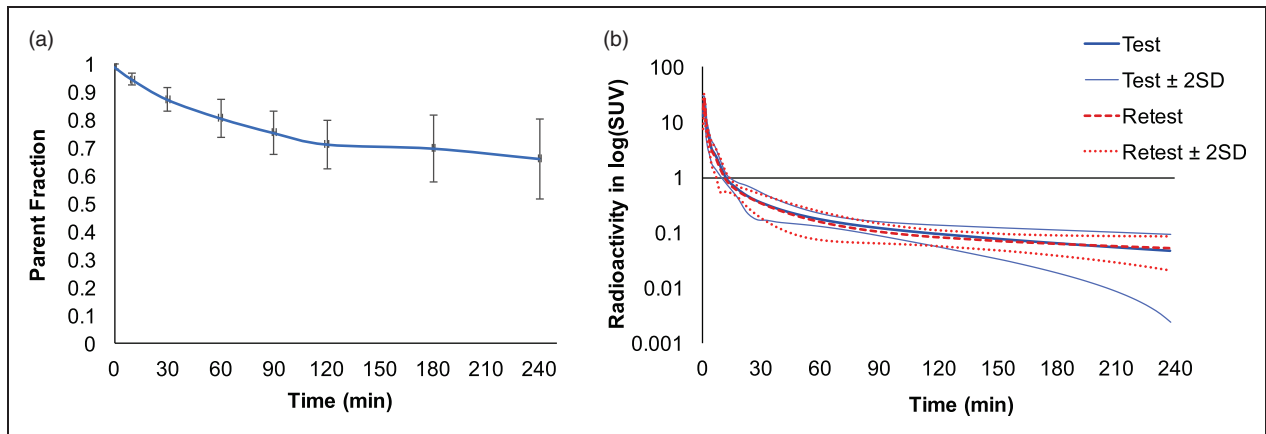 (a)
Parent Fraction
1
0.9
0.8
0.7
0.6
0.5
0.4
0.3
0.2
0.1
0
0 30 60 90 120 150 180 210 240
Time (min)
(b)
Test
Test ± 2SD
Retest
Retest ± 2SD
Radioactivity in log(SUV)
100
10
1
0.1
0.01
0.001
0 30 60 90 120 150 180 210 240
Time (min)